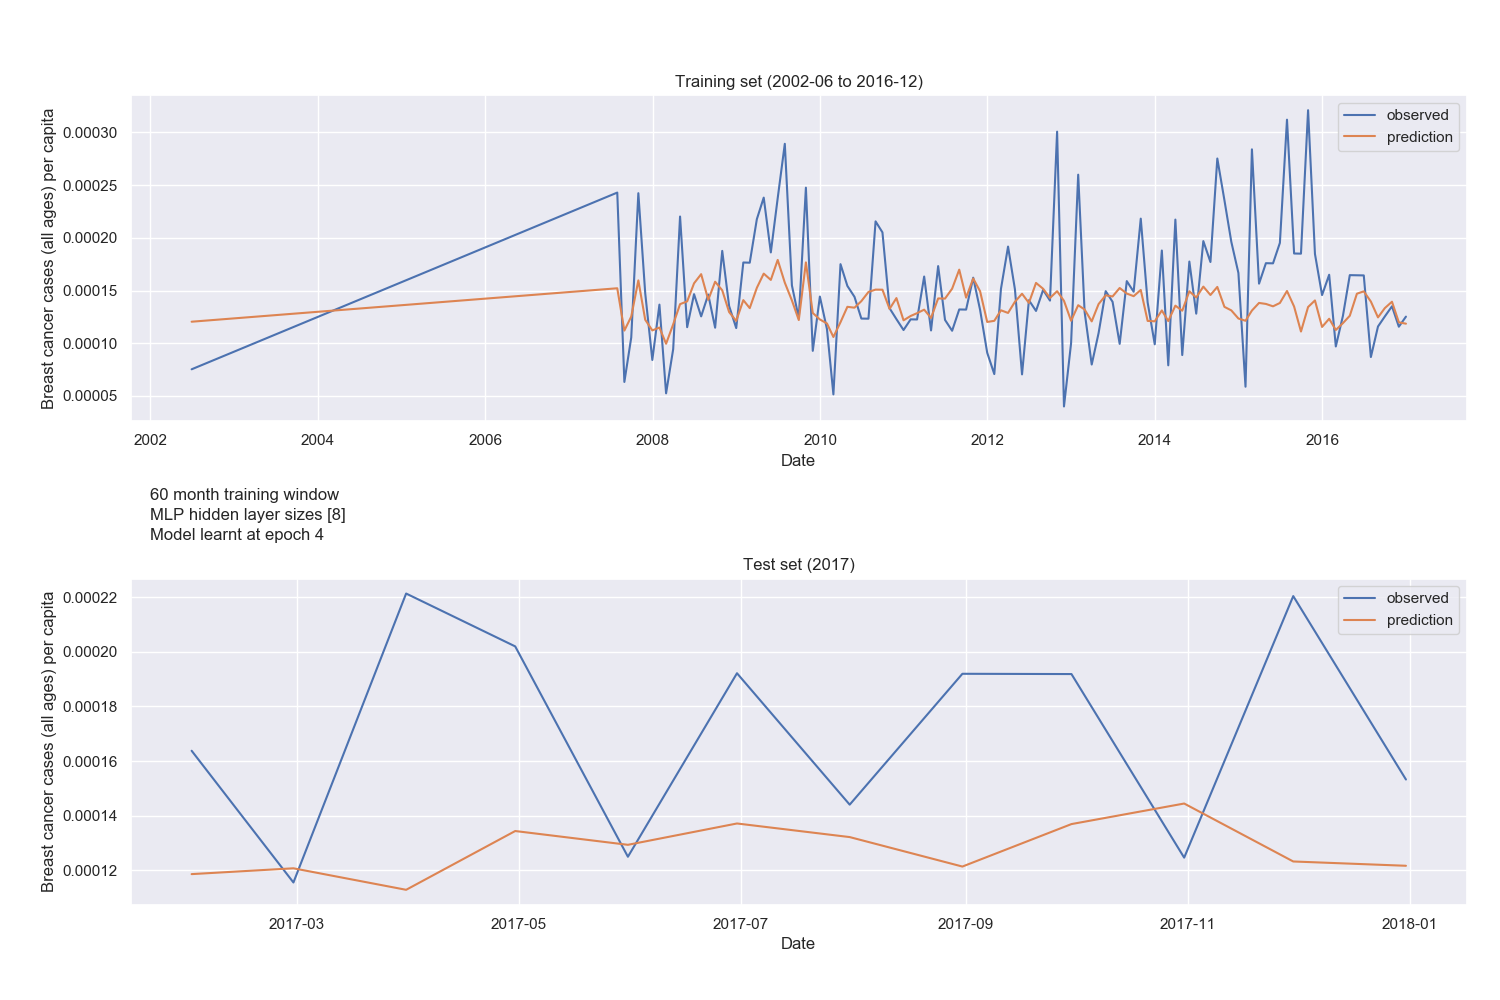 Training set (2002-06 to 2016-12)
Breast cancer cases (all ages) per capita
0.00030
0.00025
0.00020
0.00015
0.00010
0.00005
observed
prediction
2002 2004 2006 2008 2010 2012 2014 2016
Date
60 month training window
MLP hidden layer sizes [8]
Model learnt at epoch 4
Test set (2017)
Breast cancer cases (all ages) per capita
0.00022
0.00020
0.00018
0.00016
0.00014
0.00012
observed
prediction
2017-03 2017-05 2017-07 2017-09 2017-11 2018-01
Date